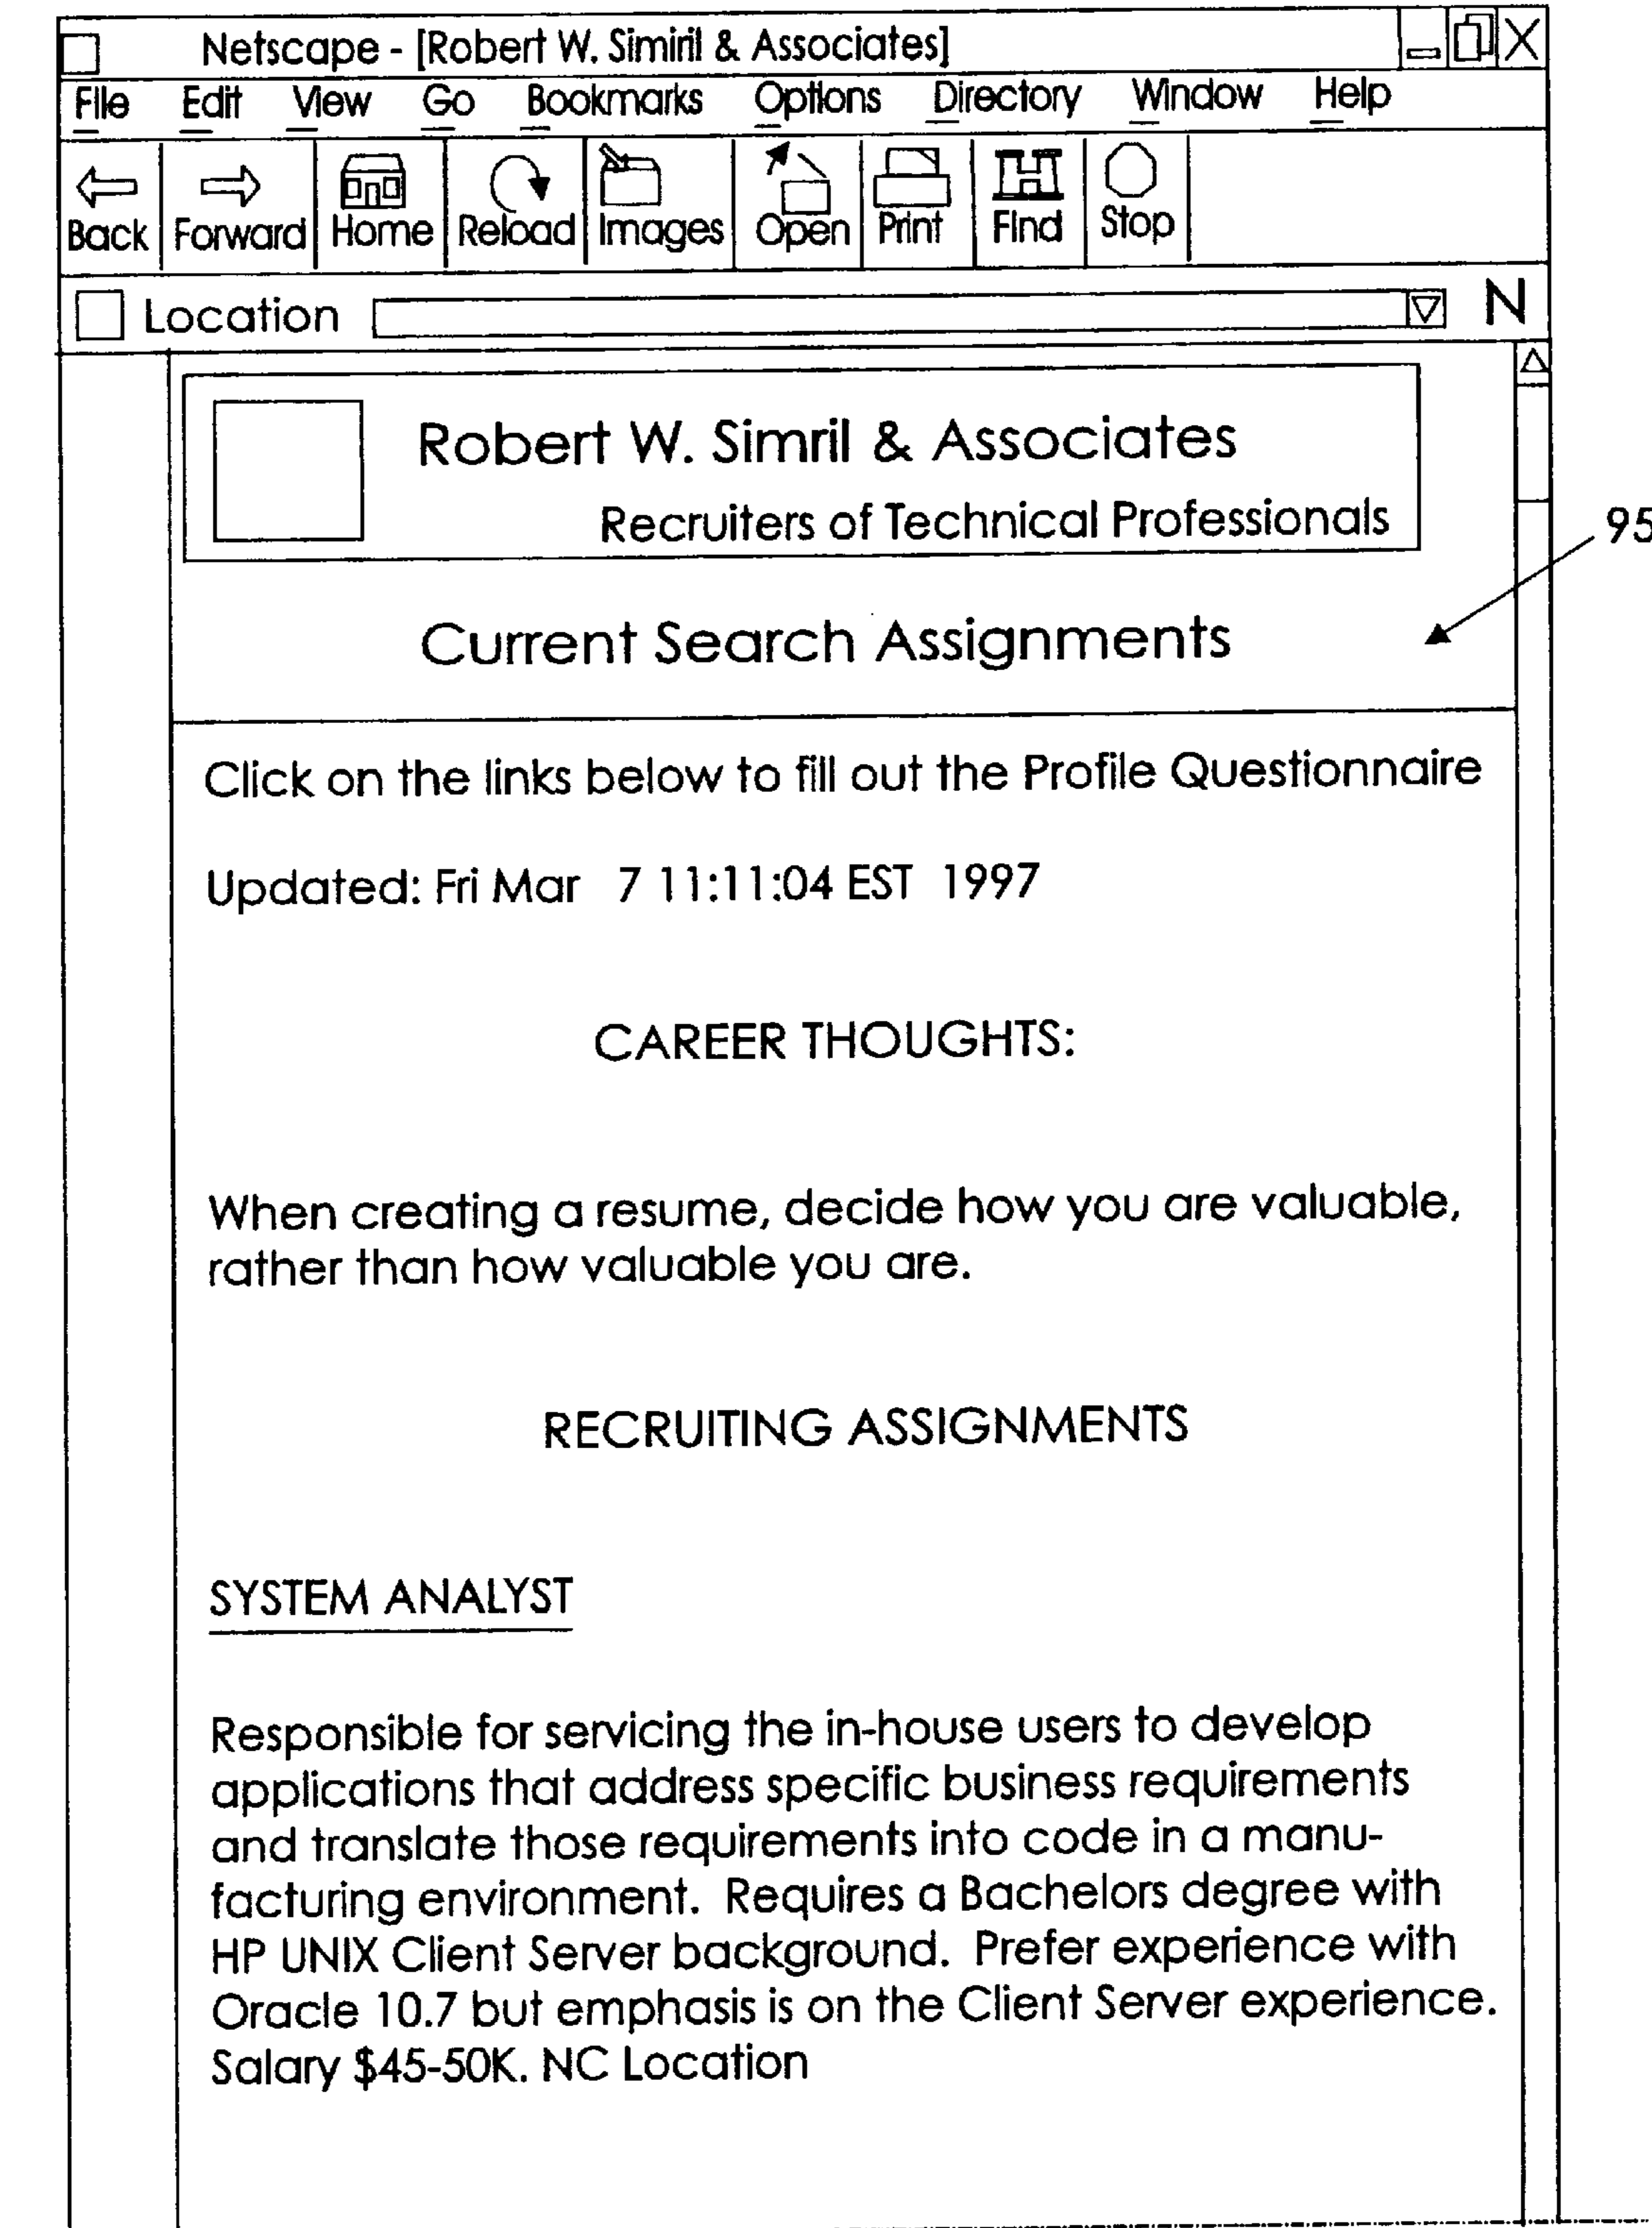 Netscape - [Robert W. Simiril & Associates]
File Edit View Go Bookmarks Options Directory Window Help
Back Forward Home Reload Images Open Print Find Stop
Location N
Robert W. Simril & Associates
Recruiters of Technical Professionals
95
Current Search Assignments
Click on the links below to fill out the Profile Questionnaire
Updated: Fri Mar 7 11:11:04 EST 1997
CAREER THOUGHTS:
When creating a resume, decide how you are valuable,
rather than how valuable you are.
RECRUITING ASSIGNMENTS
SYSTEM ANALYST
Responsible for servicing the in-house users to develop
applications that address specific business requirements
and translate those requirements into code in a manu-
facturing environment. Requires a Bachelors degree with
HP UNIX Client Server background. Prefer experience with
Oracle 10.7 but emphasis is on the Client Server experience.
Salary $45-50K. NC Location